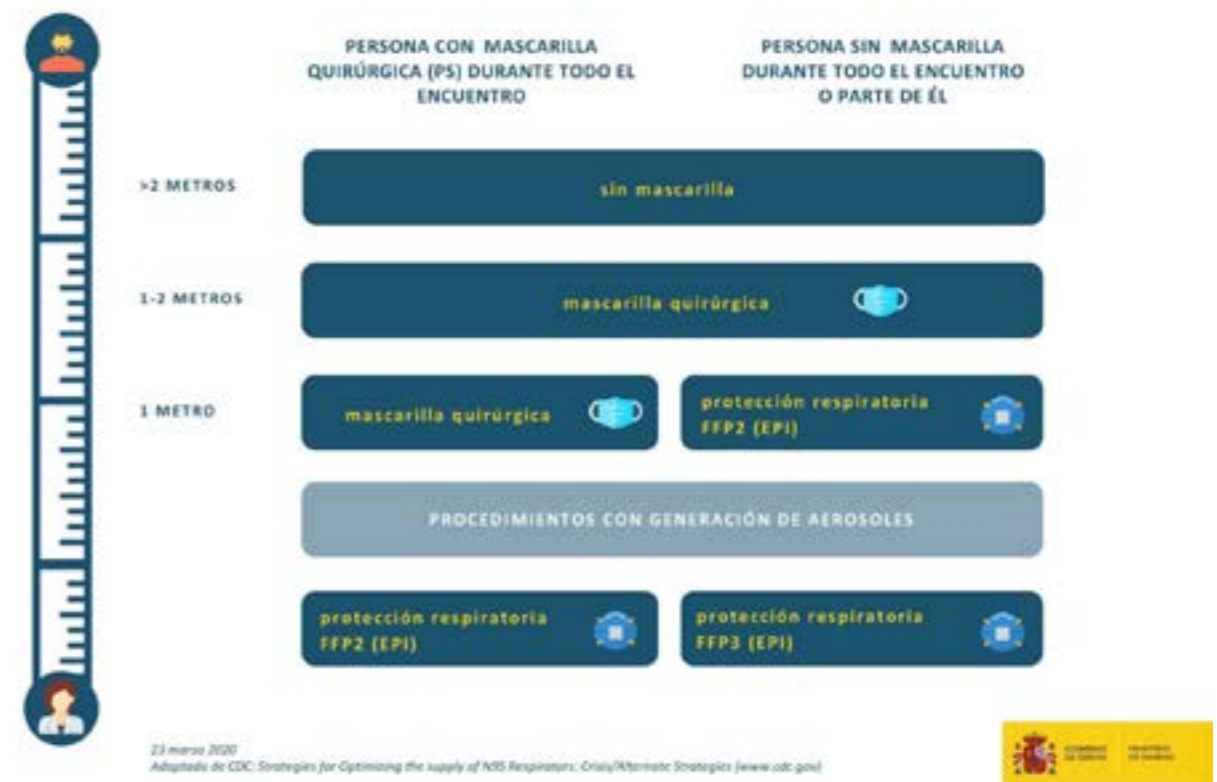 PERSONA CON MASCARILLA
QUIRÚRGICA (PS) DURANTE TODO EL
ENCUENTRO
PERSONA SIN MASCARILLA
DURANTE TODO EL ENCUENTRO
O PARTE DE ÉL
>2 METROS
sin mascarilla
1-2 METROS
mascarilla quirúrgica
1 METRO
mascarilla quirúrgica
protección respiratoria
FFP2 (EPI)
PROCEDIMIENTOS CON GENERACIÓN DE AEROSOLES
protección respiratoria
FFP2 (EPI)
protección respiratoria
FFP3 (EPI)
23 marzo 2020
Adaptado de CDC: Strategies for Optimizing the supply of N95 Respirators: Crisis/Alternate Strategies (www.cdc.gov)